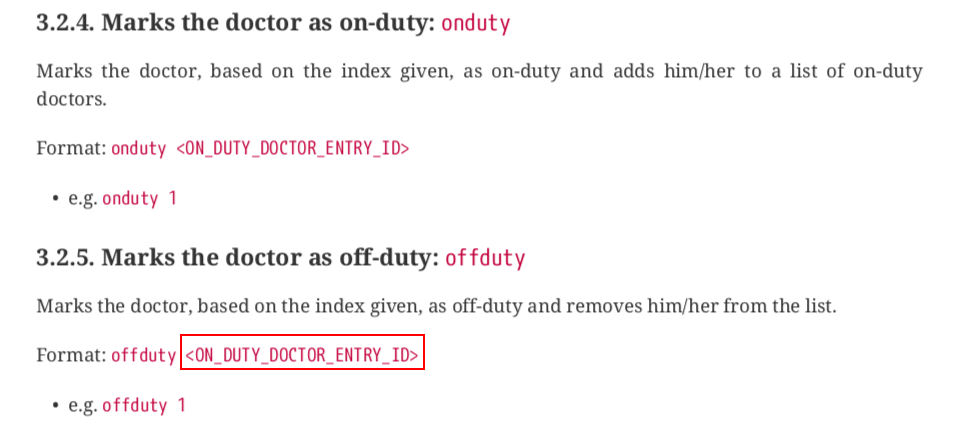 3.2.4. Marks the doctor as on-duty: onduty
Marks the doctor, based on the index given, as on-duty and adds him/her to a list of on-duty
doctors.
Format: onduty <ON_DUTY_DOCTOR_ENTRY_ID>
• e.g. onduty 1
3.2.5. Marks the doctor as off-duty: offduty
Marks the doctor, based on the index given, as off-duty and removes him/her from the list.
Format: offduty <ON_DUTY_DOCTOR_ENTRY_ID>
• e.g. offduty 1